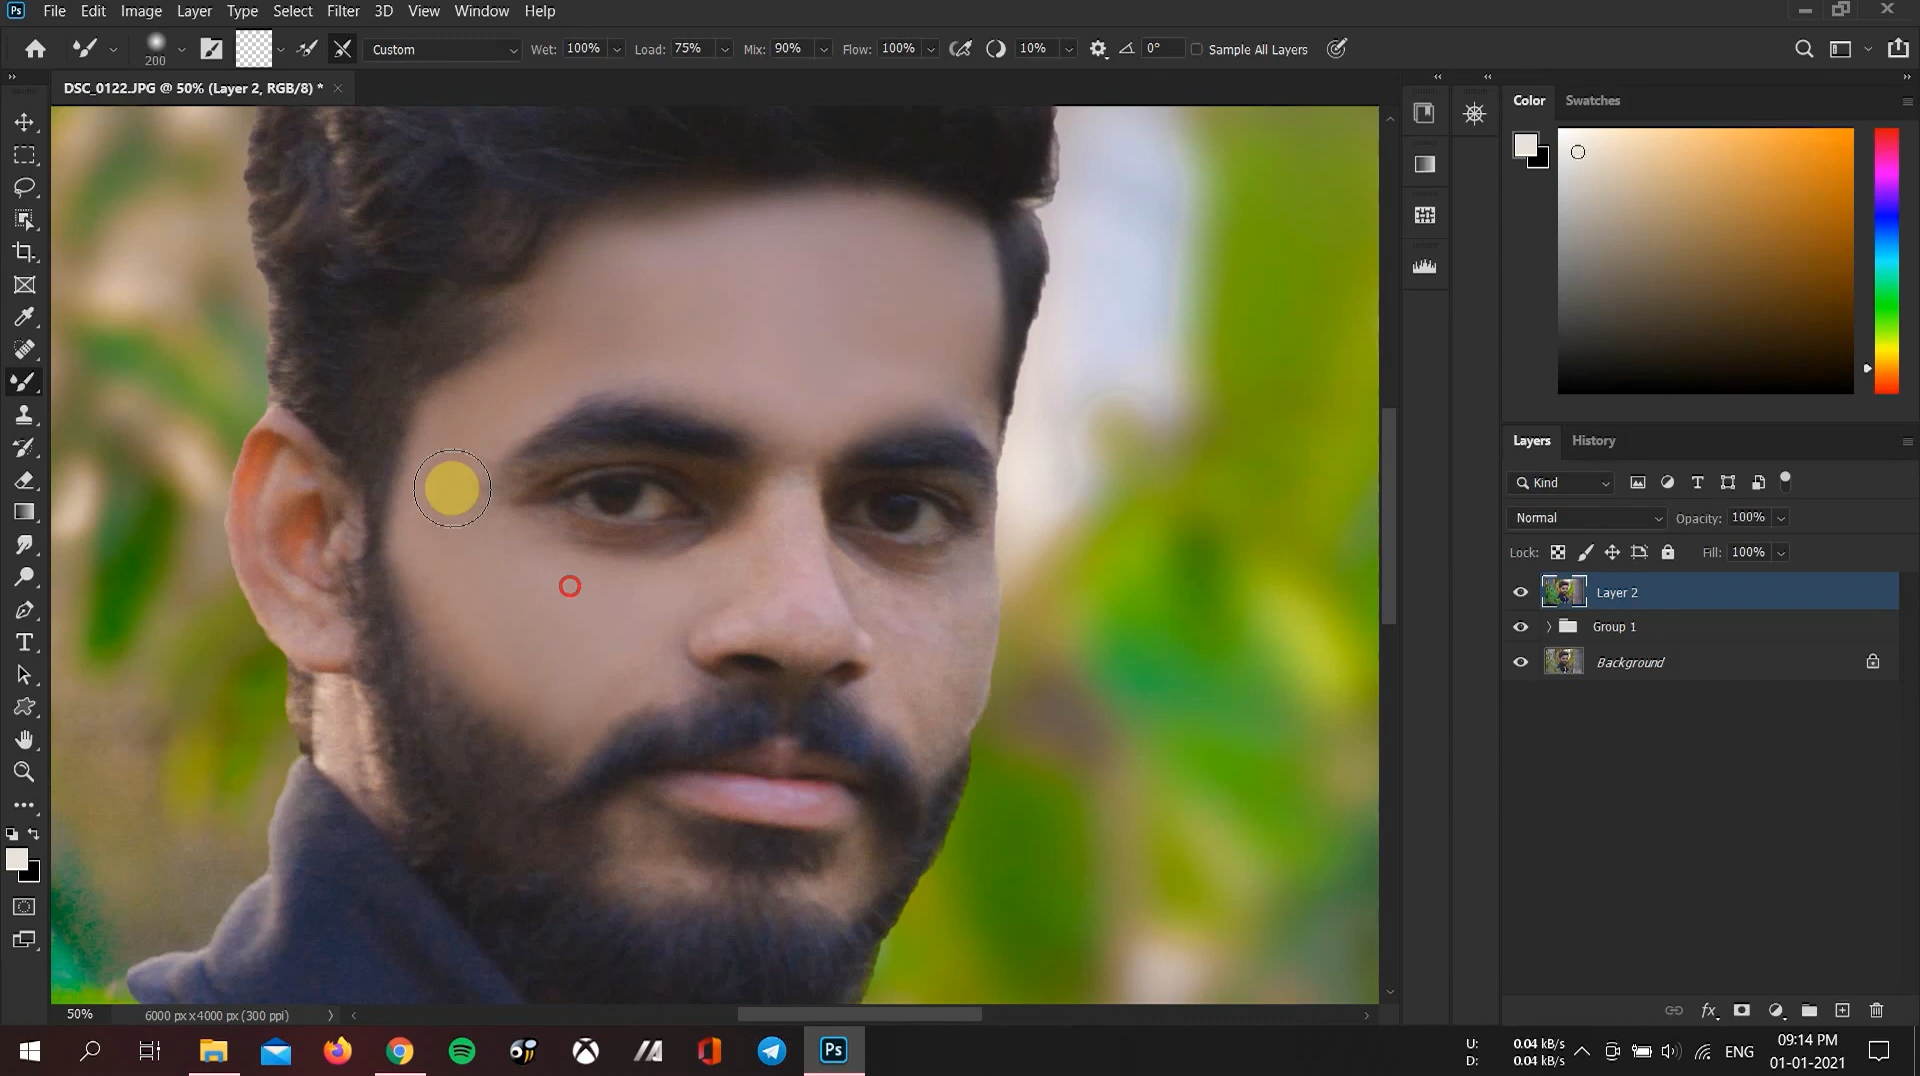 Ps File Edit Image Layer Type Select Filter 3D View Window Help
200 Custom Wet: 100% Load: 75% Mix: 90% Flow: 100% 10% 0° Sample All Layers
DSC_0122.JPG @ 50% (Layer 2, RGB/8) *
Color Swatches
Layers History
Kind
Normal Opacity: 100%
Lock: Fill: 100%
Layer 2
Group 1
Background
50% 6000 px x 4000 px (300 ppi)
U: 0.04 kB/s
D: 0.04 kB/s
ENG
09:14 PM
01-01-2021
Ps